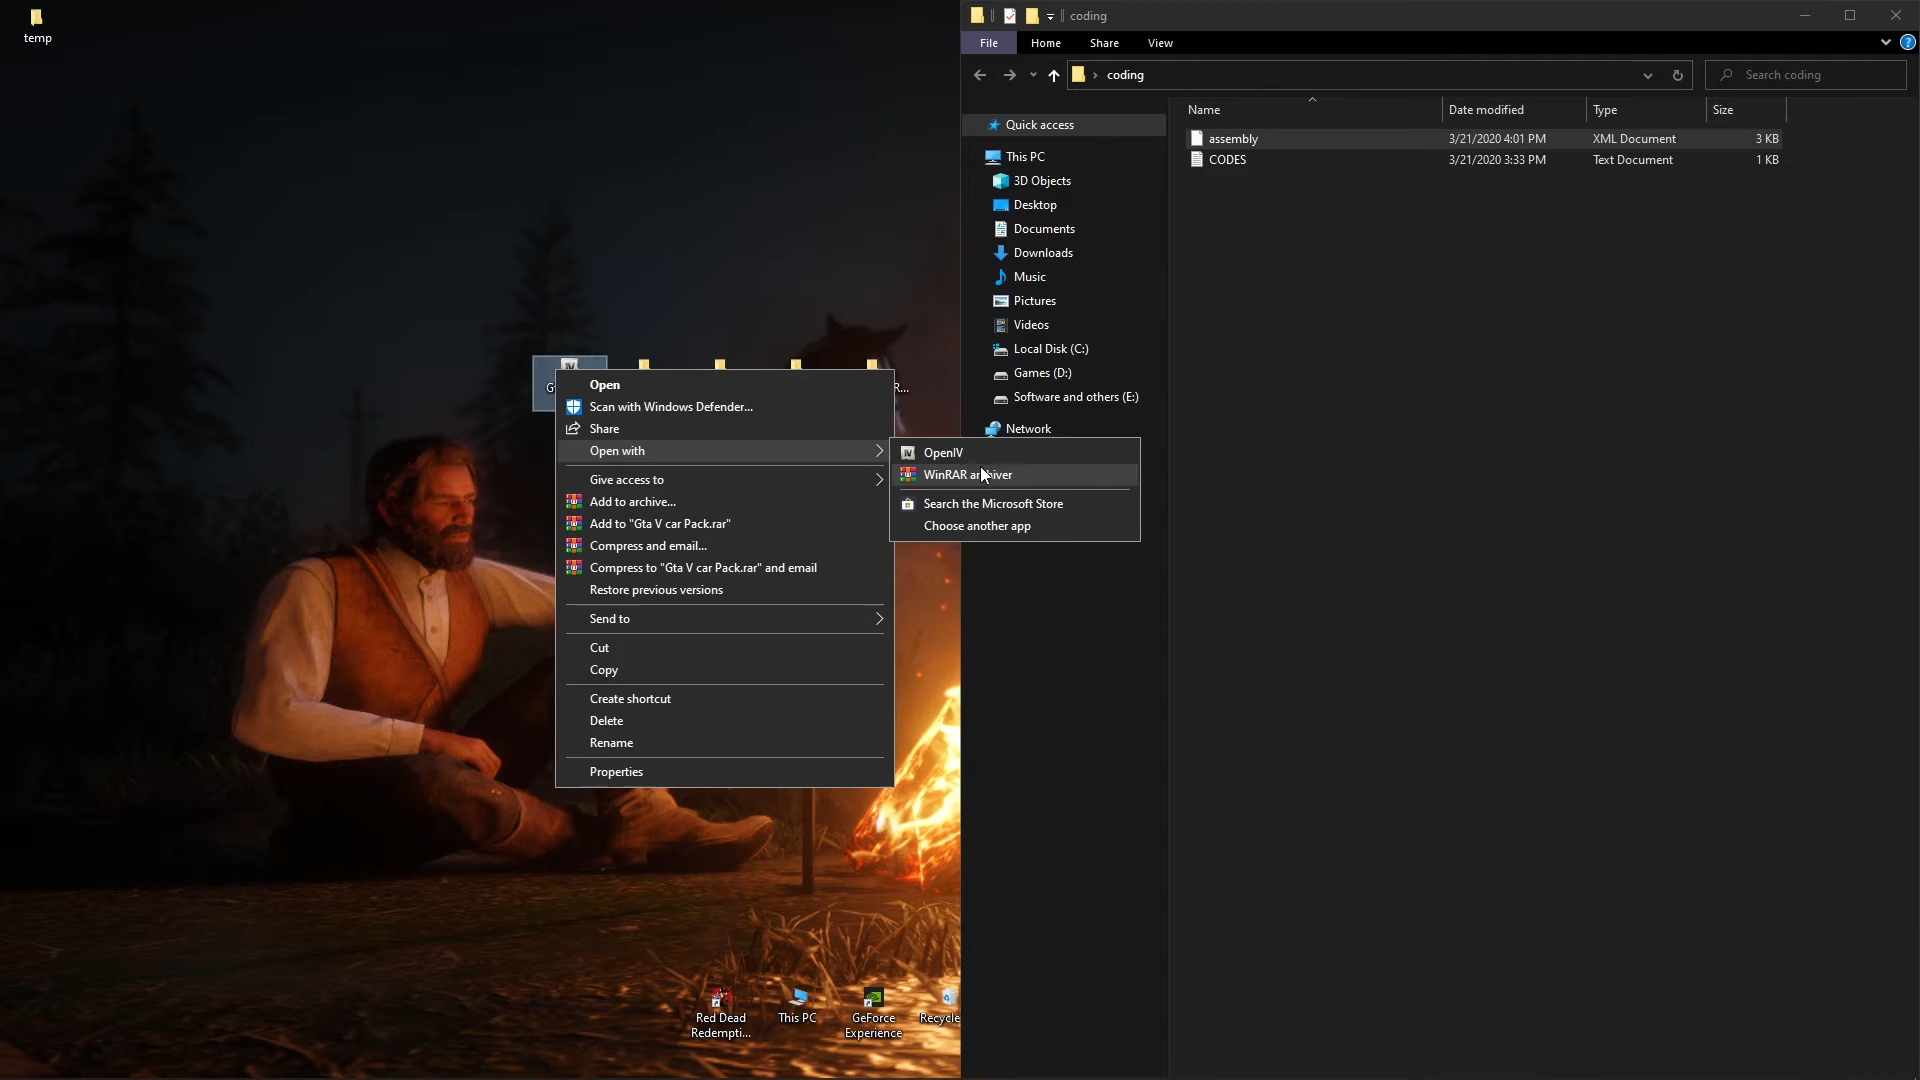 temp
coding
File
Home
Share
View
coding
Search coding
Name
Date modified
Type
Size
Quick access
assembly
3/21/2020 4:01 PM
XML Document
3 KB
CODES
3/21/2020 3:33 PM
Text Document
1 KB
This PC
3D Objects
Desktop
Documents
Downloads
Music
Pictures
Videos
Local Disk (C:)
Games (D:)
Software and others (E:)
Network
G
R...
Open
Scan with Windows Defender...
Share
Open with
Give access to
Add to archive...
Add to "Gta V car Pack.rar"
Compress and email...
Compress to "Gta V car Pack.rar" and email
Restore previous versions
Send to
Cut
Copy
Create shortcut
Delete
Rename
Properties
IV OpenIV
WinRAR archiver
Search the Microsoft Store
Choose another app
Red Dead
Redempti...
This PC
GeForce
Experience
Recycle